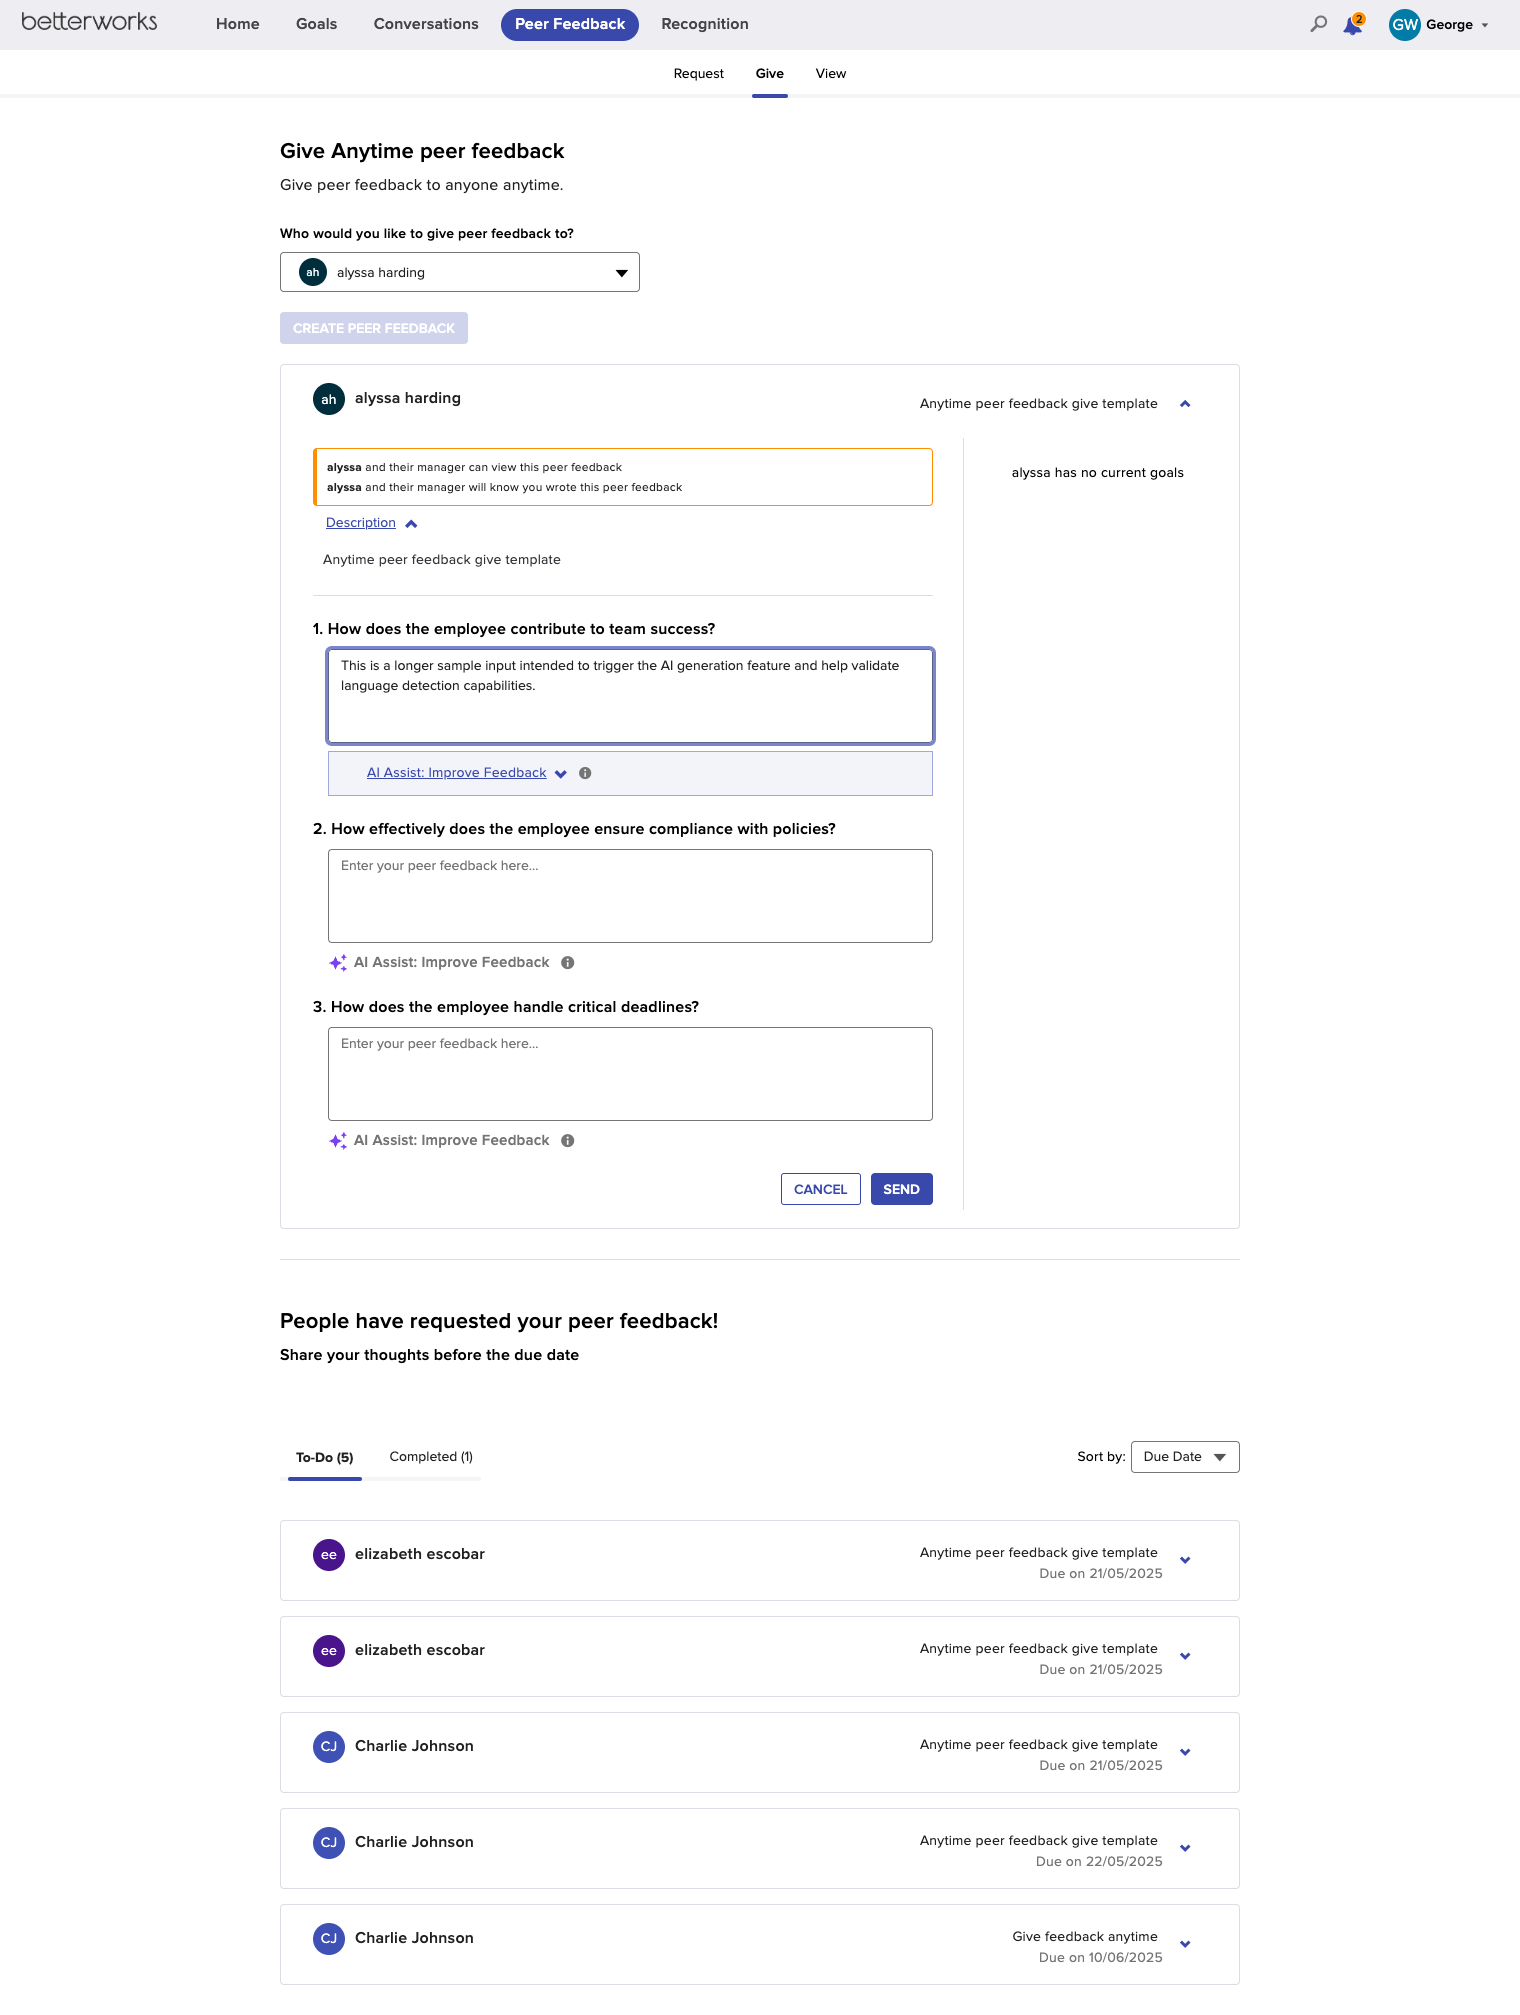 betterworks
Home Goals Conversations Peer Feedback Recognition
2
GW George
Request Give View
Give Anytime peer feedback
Give peer feedback to anyone anytime.
Who would you like to give peer feedback to?
ah alyssa harding
CREATE PEER FEEDBACK
ah alyssa harding
Anytime peer feedback give template
alyssa and their manager can view this peer feedback
alyssa and their manager will know you wrote this peer feedback
alyssa has no current goals
Description
Anytime peer feedback give template
1. How does the employee contribute to team success?
This is a longer sample input intended to trigger the AI generation feature and help validate
language detection capabilities.
AI Assist: Improve Feedback
2. How effectively does the employee ensure compliance with policies?
Enter your peer feedback here...
AI Assist: Improve Feedback
3. How does the employee handle critical deadlines?
Enter your peer feedback here...
AI Assist: Improve Feedback
CANCEL SEND
People have requested your peer feedback!
Share your thoughts before the due date
To-Do (5) Completed (1)
Sort by: Due Date
ee elizabeth escobar
Anytime peer feedback give template
Due on 21/05/2025
ee elizabeth escobar
Anytime peer feedback give template
Due on 21/05/2025
CJ Charlie Johnson
Anytime peer feedback give template
Due on 21/05/2025
CJ Charlie Johnson
Anytime peer feedback give template
Due on 22/05/2025
CJ Charlie Johnson
Give feedback anytime
Due on 10/06/2025